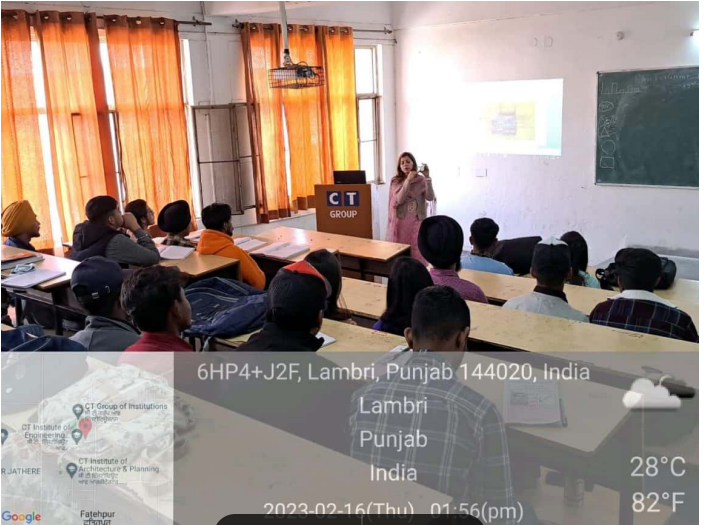 CT
GROUP
6HP4+J2F, Lambri, Punjab 144020, India
Lambri
Punjab
India
2023-02-16(Thu) 01:56(pm)
28°C
82°F
CT Group of Institutions
CT Institute of
Engineering...
CT Institute of
Architecture & Planning
R JATHERE
Fatehpur
Google